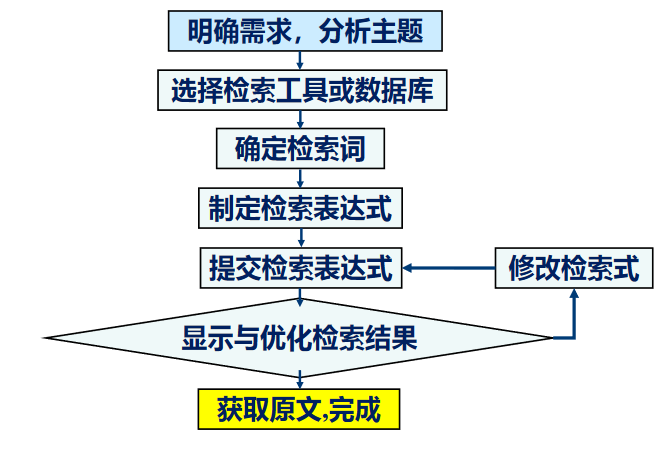 明确需求，分析主题
选择检索工具或数据库
确定检索词
制定检索表达式
提交检索表达式
修改检索式
显示与优化检索结果
获取原文,完成